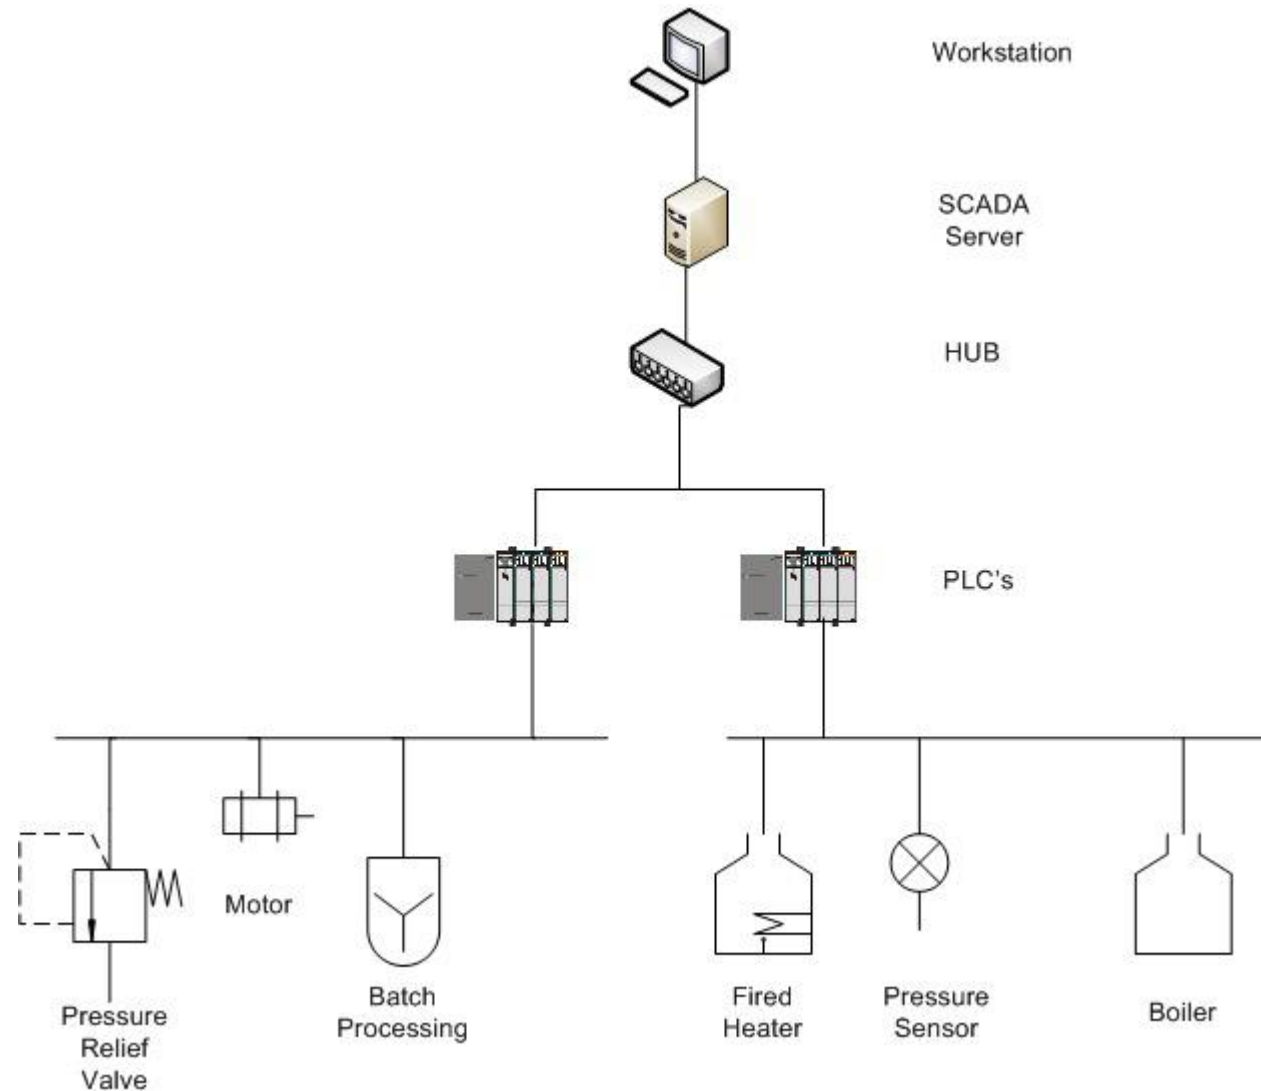 Workstation
SCADA
Server
HUB
PLC's
Motor
Pressure
Relief
Valve
Batch
Processing
Fired
Heater
Pressure
Sensor
Boiler